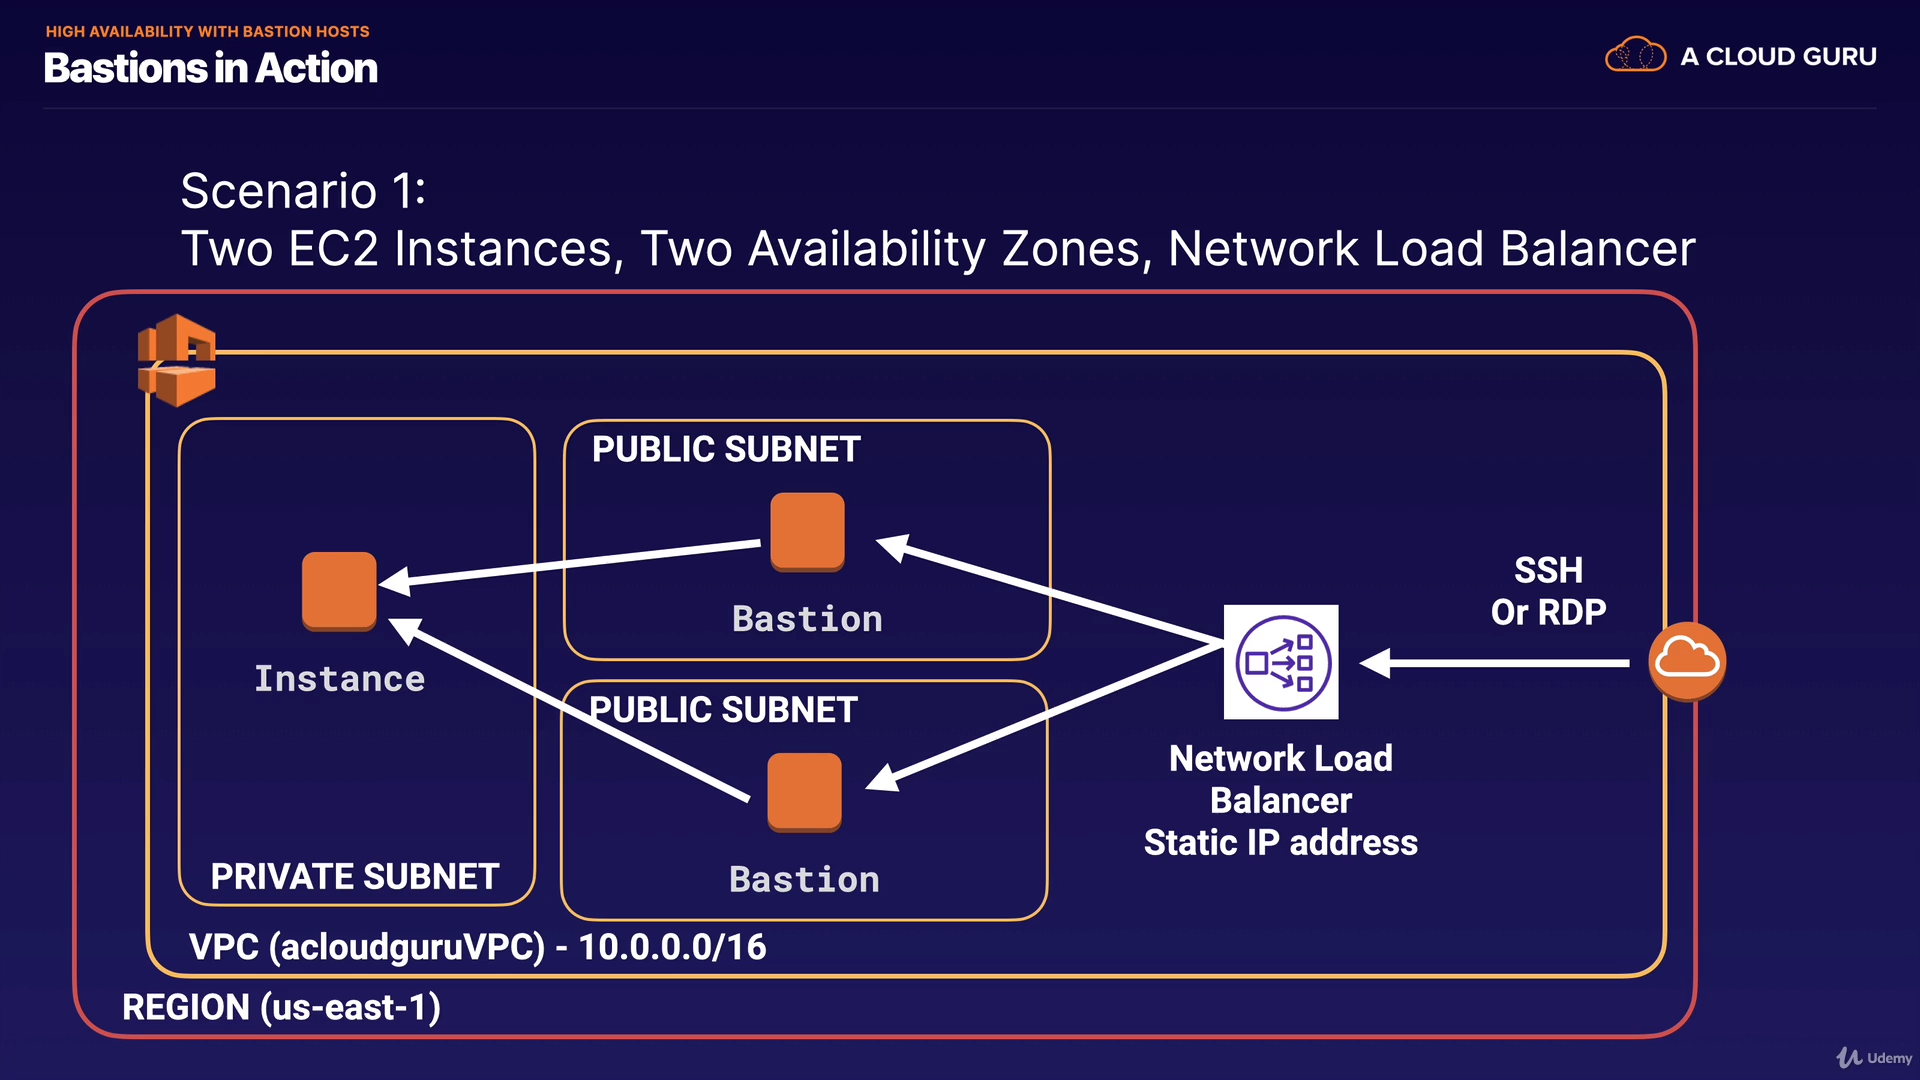 HIGH AVAILABILITY WITH BASTION HOSTS
Bastions in Action
A CLOUD GURU
Scenario 1:
Two EC2 Instances, Two Availability Zones, Network Load Balancer
PUBLIC SUBNET
Bastion
SSH
Or RDP
Instance
PUBLIC SUBNET
Bastion
Network Load
Balancer
Static IP address
PRIVATE SUBNET
VPC (acloudguruVPC) - 10.0.0.0/16
REGION (us-east-1)
Udemy